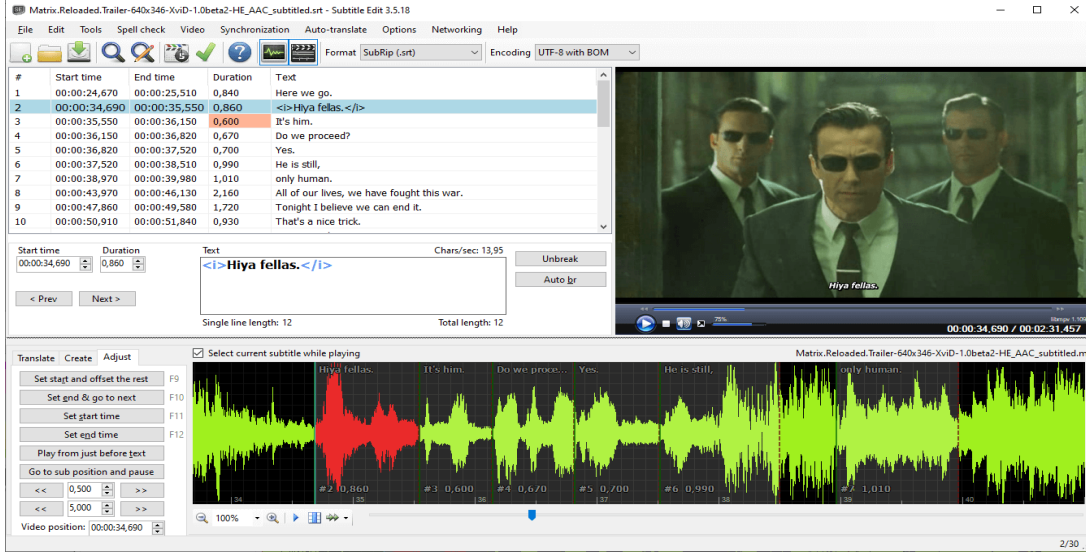 Matrix.Reloaded.Trailer-640x346-XviD-1.0beta2-HE_AAC_subtitled.srt - Subtitle Edit 3.5.18
File Edit Tools Spell check Video Synchronization Auto-translate Options Networking Help
Format SubRip (.srt) Encoding UTF-8 with BOM
# Start time End time Duration Text
1 00:00:24,670 00:00:25,510 0,840 Here we go.
2 00:00:34,690 00:00:35,550 0,860 <i>Hiya fellas.</i>
3 00:00:35,550 00:00:36,150 0,600 It's him.
4 00:00:36,150 00:00:36,820 0,670 Do we proceed?
5 00:00:36,820 00:00:37,520 0,700 Yes.
6 00:00:37,520 00:00:38,510 0,990 He is still,
7 00:00:38,970 00:00:39,980 1,010 only human.
8 00:00:43,970 00:00:46,130 2,160 All of our lives, we have fought this war.
9 00:00:47,860 00:00:49,580 1,720 Tonight I believe we can end it.
10 00:00:50,910 00:00:51,840 0,930 That's a nice trick.
Start time Duration Text Chars/sec: 13,95
00:00:34,690 0,860 <i>Hiya fellas.</i> Unbreak
Auto br
< Prev Next >
Single line length: 12 Total length: 12
Hiya fellas.
75%
00:00:34,690 / 00:02:31,457
Translate Create Adjust
Select current subtitle while playing Matrix.Reloaded.Trailer-640x346-XviD-1.0beta2-HE_AAC_subtitled.m
Set start and offset the rest F9
Set end & go to next F10
Set start time F11
Set end time F12
Play from just before text
Go to sub position and pause
<< 0,500 >>
<< 5,000 >>
Video position: 00:00:34,690
Hiya fellas. It's him. Do we proce... Yes. He is still, only human.
#2 0,860 #3 0,600 #4 0,670 #5 0,700 #6 0,990 #7 1,010
34 35 36 37 38 39 40
100%
2/30